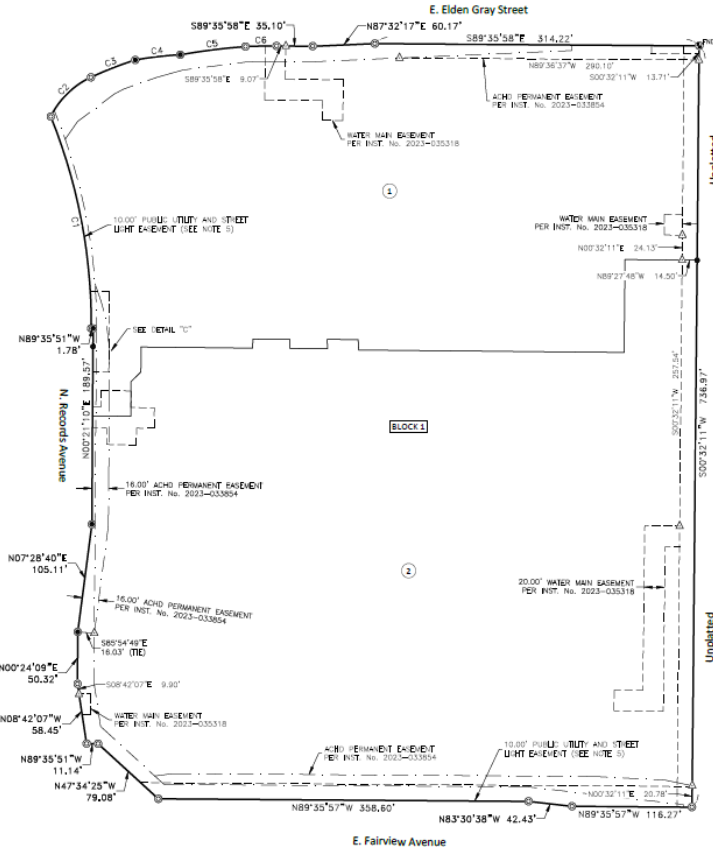 E. Elden Gray Street
S89°35'58"E 35.10'
N87°32'17"E 60.17'
C6
S89°35'58"E 314.22'
C5
C4
C3
C2
S89°35'58"E 9.07'
N89°36'37"W
290.10'
S00°32'11"W 13.71'
ACHD PERMANENT EASEMENT
PER INST. No. 2023-033854
WATER MAIN EASEMENT
PER INST. No. 2023-035318
1
C1
10.00' PUBLIC UTILITY AND STREET
LIGHT EASEMENT (SEE NOTE 5)
WATER MAIN EASEMENT
PER INST. No. 2023-035318
N00°32'11"E 24.13'
N89°27'48"W 14.50'
N89°35'51"W
1.78'
SEE DETAIL "C"
N00°21'10"E 189.57'
N. Records Avenue
BLOCK 1
S00°32'11"W 257.54'
S00°32'11"W 736.97'
16.00' ACHD PERMANENT EASEMENT
PER INST. No. 2023-033854
N07°28'40"E
105.11'
2
20.00' WATER MAIN EASEMENT
PER INST. No. 2023-035318
16.00' ACHD PERMANENT EASEMENT
PER INST. No. 2023-033854
Unplatted
S85°54'49"E
16.03' (TIE)
N00°24'09"E
50.32'
S08°42'07"E 9.90'
N08°42'07"W
58.45'
WATER MAIN EASEMENT
PER INST. No. 2023-035318
N89°35'51"W
11.14'
ACHD PERMANENT EASEMENT
PER INST. No. 2023-033854
10.00' PUBLIC UTILITY AND STREET
LIGHT EASEMENT (SEE NOTE 5)
N47°34'25"W
79.08'
N00°32'11"E 20.78'
N89°35'57"W 358.60'
N83°30'38"W 42.43'
N89°35'57"W 116.27'
E. Fairview Avenue